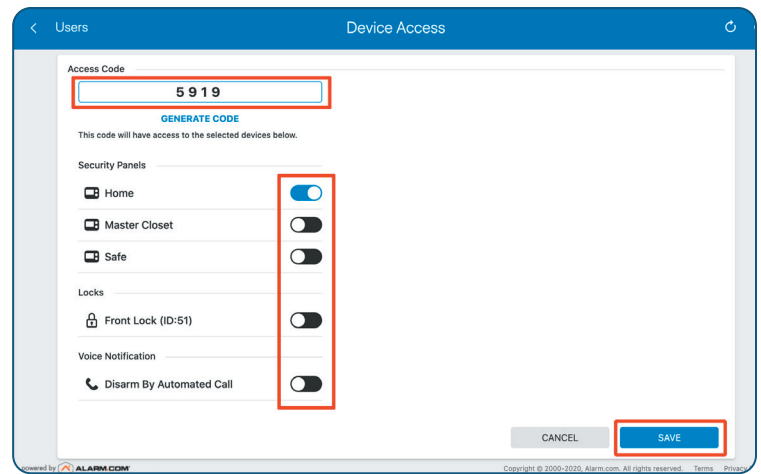 Users Device Access
Access Code
5919
GENERATE CODE
This code will have access to the selected devices below.
Security Panels
Home
Master Closet
Safe
Locks
Front Lock (ID:51)
Voice Notification
Disarm By Automated Call
CANCEL SAVE
powered by ALARM.COM Copyright © 2000-2020, Alarm.com. All rights reserved. Terms Privacy